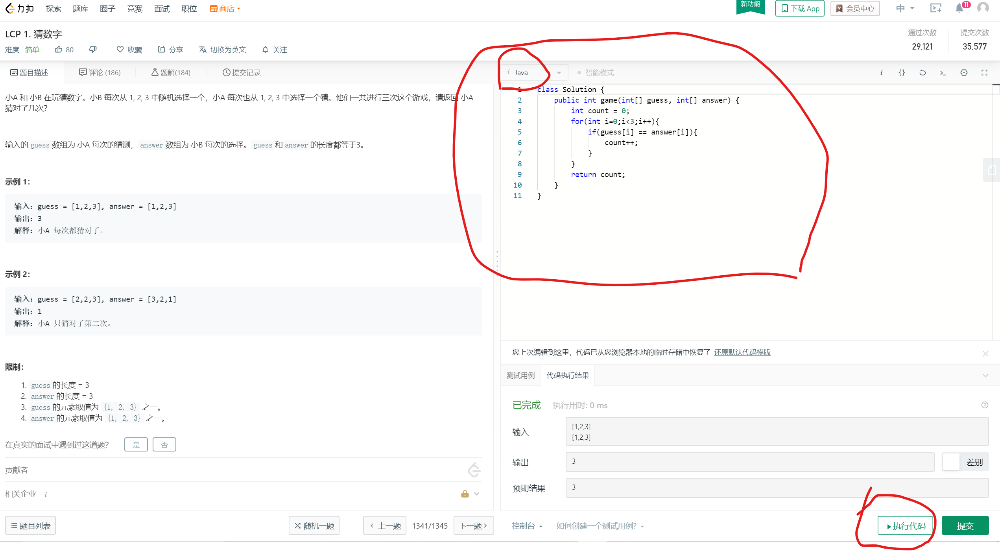 力扣 探索 题库 圈子 竞赛 面试 职位 商店 新功能 下载 App 会员中心 中 11
LCP 1. 猜数字
通过次数 提交次数
29,121 35,577
难度 简单 80 收藏 分享 切换为英文 关注
题目描述 评论 (186) 题解(184) 提交记录
小A 和 小B 在玩猜数字。小B 每次从 1, 2, 3 中随机选择一个，小A 每次也从 1, 2, 3 中选择一个猜。他们一共进行三次这个游戏，请返回 小A
猜对了几次？
输入的 guess 数组为 小A 每次的猜测，answer 数组为 小B 每次的选择。guess 和 answer 的长度都等于3。
示例 1：
输入：guess = [1,2,3], answer = [1,2,3]
输出：3
解释：小A 每次都猜对了。
示例 2：
输入：guess = [2,2,3], answer = [3,2,1]
输出：1
解释：小A 只猜对了第二次。
限制：
1. guess 的长度 = 3
2. answer 的长度 = 3
3. guess 的元素取值为 {1, 2, 3} 之一。
4. answer 的元素取值为 {1, 2, 3} 之一。
在真实的面试中遇到过这道题？ 是 否
贡献者
相关企业 i
题目列表 随机一题 上一题 1341/1345 下一题
i Java 智能模式 i {}
1 class Solution {
2 public int game(int[] guess, int[] answer) {
3 int count = 0;
4 for(int i=0;i<3;i++){
5 if(guess[i] == answer[i]){
6 count++;
7 }
8 }
9 return count;
10 }
11 }
您上次编辑到这里，代码已从您浏览器本地的临时存储中恢复了 还原默认代码模版
测试用例 代码执行结果
已完成 执行用时: 0 ms
输入
[1,2,3]
[1,2,3]
输出 3 差别
预期结果 3
控制台 如何创建一个测试用例? 执行代码 提交